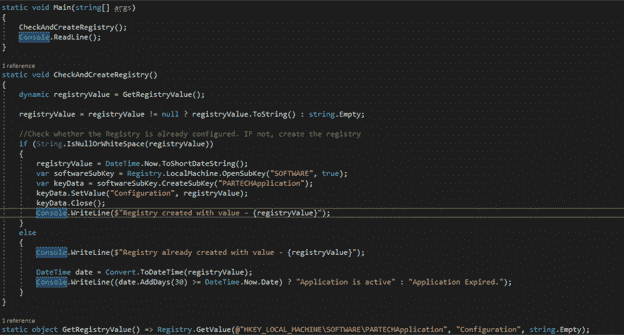 static void Main(string[] args)
{
CheckAndCreateRegistry();
Console.ReadLine();
}
1 reference
static void CheckAndCreateRegistry()
{
dynamic registryValue = GetRegistryValue();
registryValue = registryValue != null ? registryValue.ToString() : string.Empty;
//Check whether the Registry is already configured. IF not, create the registry
if (String.IsNullOrWhiteSpace(registryValue))
{
registryValue = DateTime.Now.ToShortDateString();
var softwareSubKey = Registry.LocalMachine.OpenSubKey("SOFTWARE", true);
var keyData = softwareSubKey.CreateSubKey("PARTECHApplication");
keyData.SetValue("Configuration", registryValue);
keyData.Close();
Console.WriteLine($"Registry created with value - {registryValue}");
}
else
{
Console.WriteLine($"Registry already created with value - {registryValue}");
DateTime date = Convert.ToDateTime(registryValue);
Console.WriteLine((date.AddDays(30) >= DateTime.Now.Date) ? "Application is active" : "Application Expired.");
}
}
1 reference
static object GetRegistryValue() => Registry.GetValue(@"HKEY_LOCAL_MACHINE\SOFTWARE\PARTECHApplication", "Configuration", string.Empty);